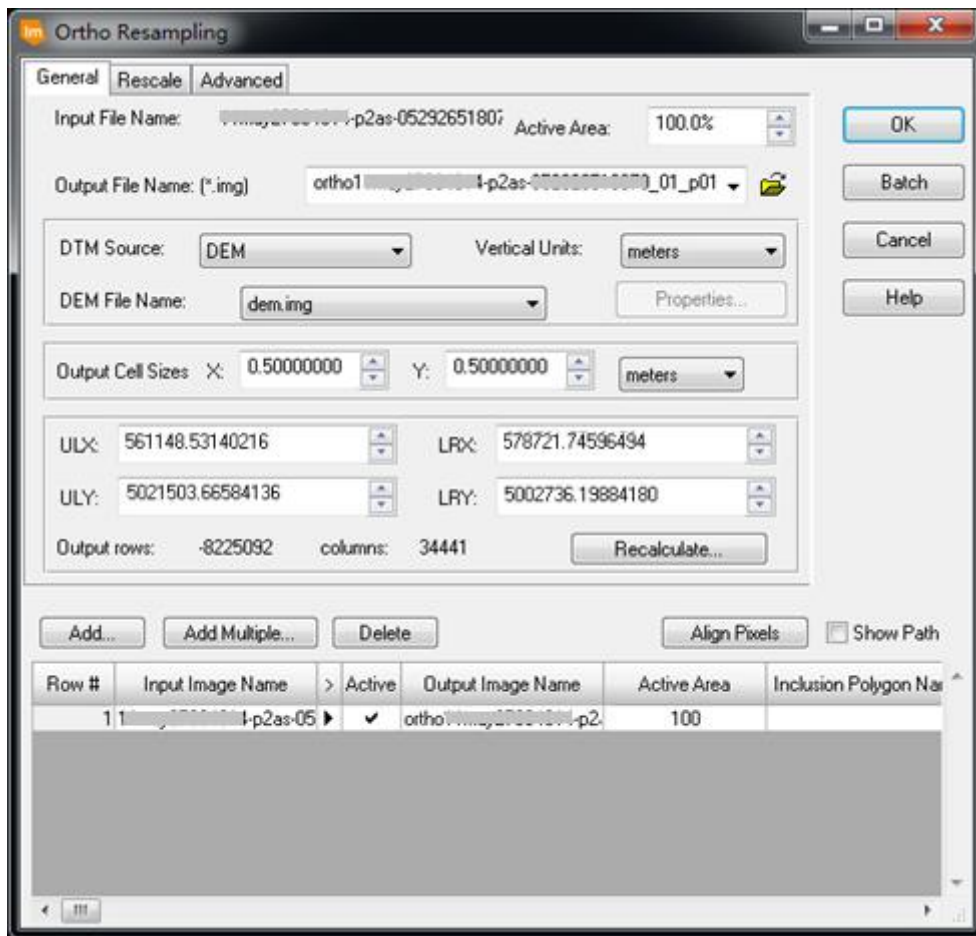 Im Ortho Resampling
General Rescale Advanced
Input File Name: -p2as-05292651807 Active Area: 100.0%
OK
Output File Name: (*.img) ortho1 4-p2as- _01_p01
Batch
DTM Source: DEM Vertical Units: meters
Cancel
DEM File Name: dem.img Properties...
Help
Output Cell Sizes X: 0.50000000 Y: 0.50000000 meters
ULX: 561148.53140216 LRX: 578721.74596494
ULY: 5021503.66584136 LRY: 5002736.19884180
Output rows: -8225092 columns: 34441 Recalculate...
Add... Add Multiple... Delete Align Pixels Show Path
Row # Input Image Name > Active Output Image Name Active Area Inclusion Polygon Nar
1 1 -p2as-05 ortho -p2. 100